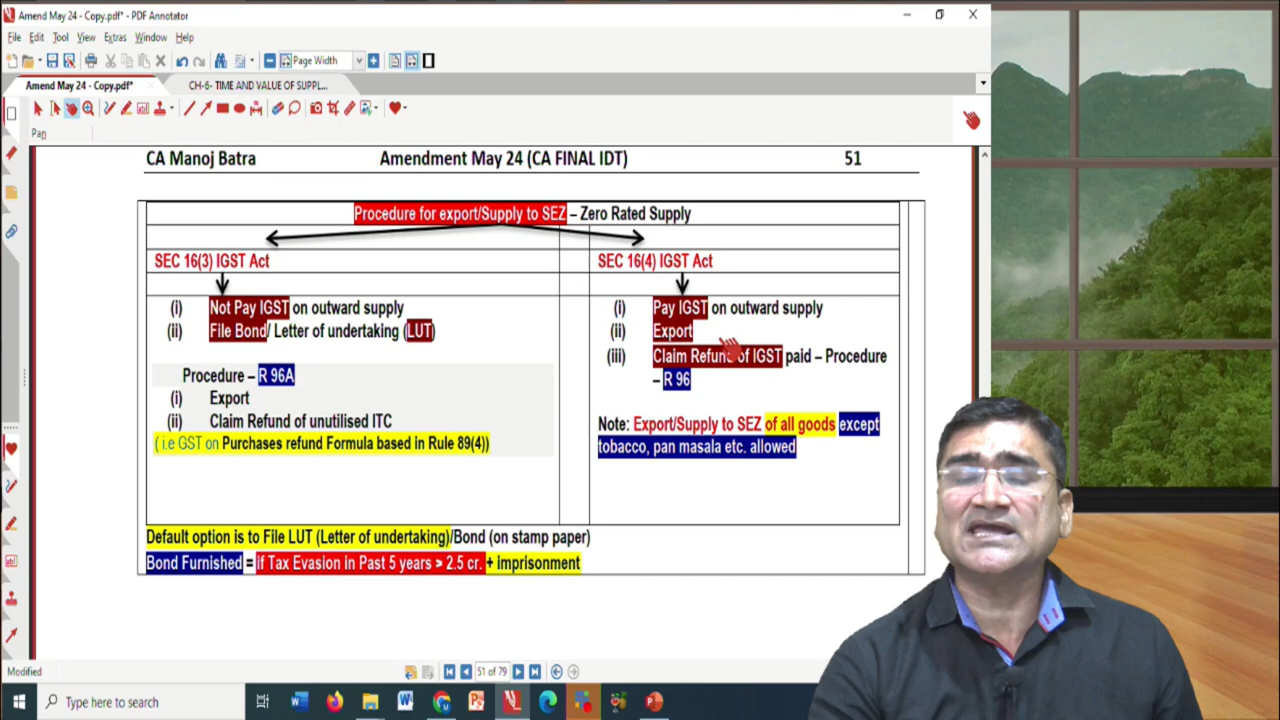 Amend May 24 - Copy.pdf* - PDF Annotator
File Edit Tool View Extras Window Help
Page Width
Amend May 24 - Copy.pdf*
CH-6- TIME AND VALUE OF SUPPL...
Pan
CA Manoj Batra Amendment May 24 (CA FINAL IDT) 51
Procedure for export/Supply to SEZ – Zero Rated Supply
SEC 16(3) IGST Act
(i) Not Pay IGST on outward supply
(ii) File Bond/ Letter of undertaking (LUT)
Procedure – R 96A
(i) Export
(ii) Claim Refund of unutilised ITC
( i.e GST on Purchases refund Formula based in Rule 89(4))
SEC 16(4) IGST Act
(i) Pay IGST on outward supply
(ii) Export
(iii) Claim Refund of IGST paid – Procedure
– R 96
Note: Export/Supply to SEZ of all goods except
tobacco, pan masala etc. allowed
Default option is to File LUT (Letter of undertaking)/Bond (on stamp paper)
Bond Furnished = if Tax Evasion in Past 5 years > 2.5 cr. + Imprisonment
Modified
51 of 79
Type here to search